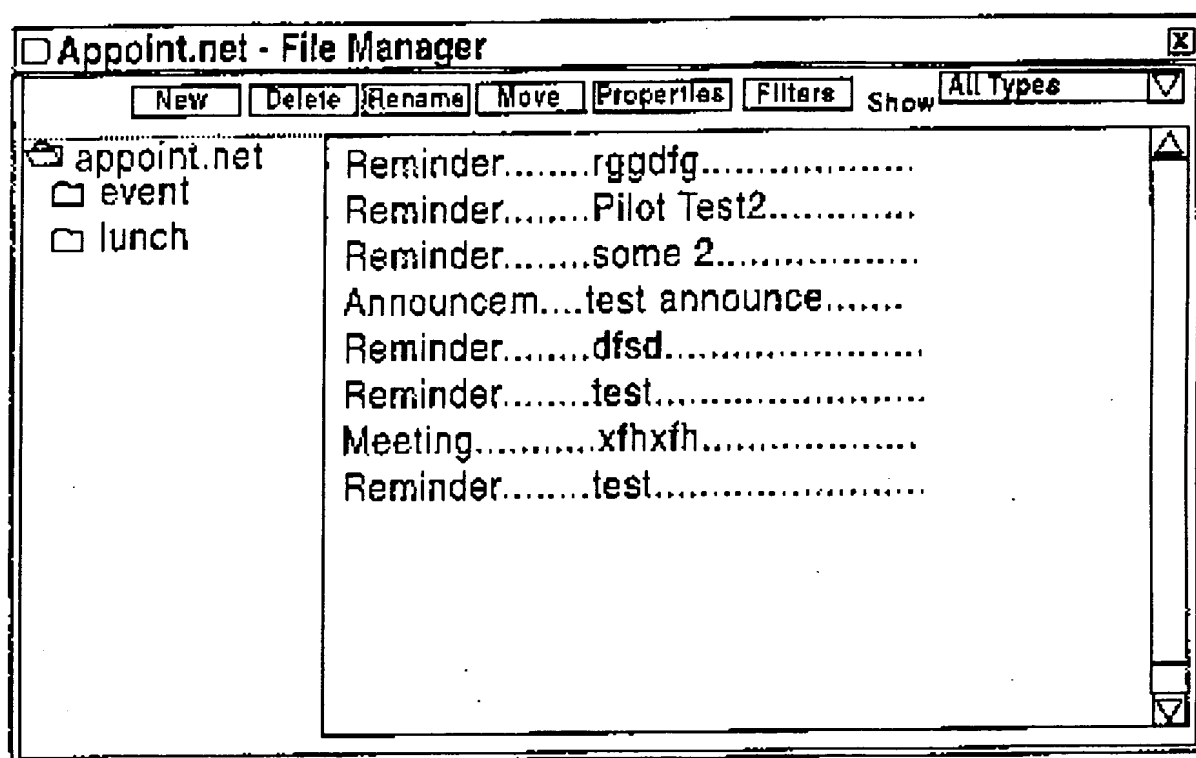 Appoint.net - File Manager
New Delete Rename Move Properties Filters Show All Types
appoint.net
event
lunch
Reminder........rggdfg...................
Reminder........Pilot Test2.............
Reminder........some 2..................
Announcem....test announce.......
Reminder........dfsd.......................
Reminder........test........................
Meeting...........xfhxfh...................
Reminder........test........................